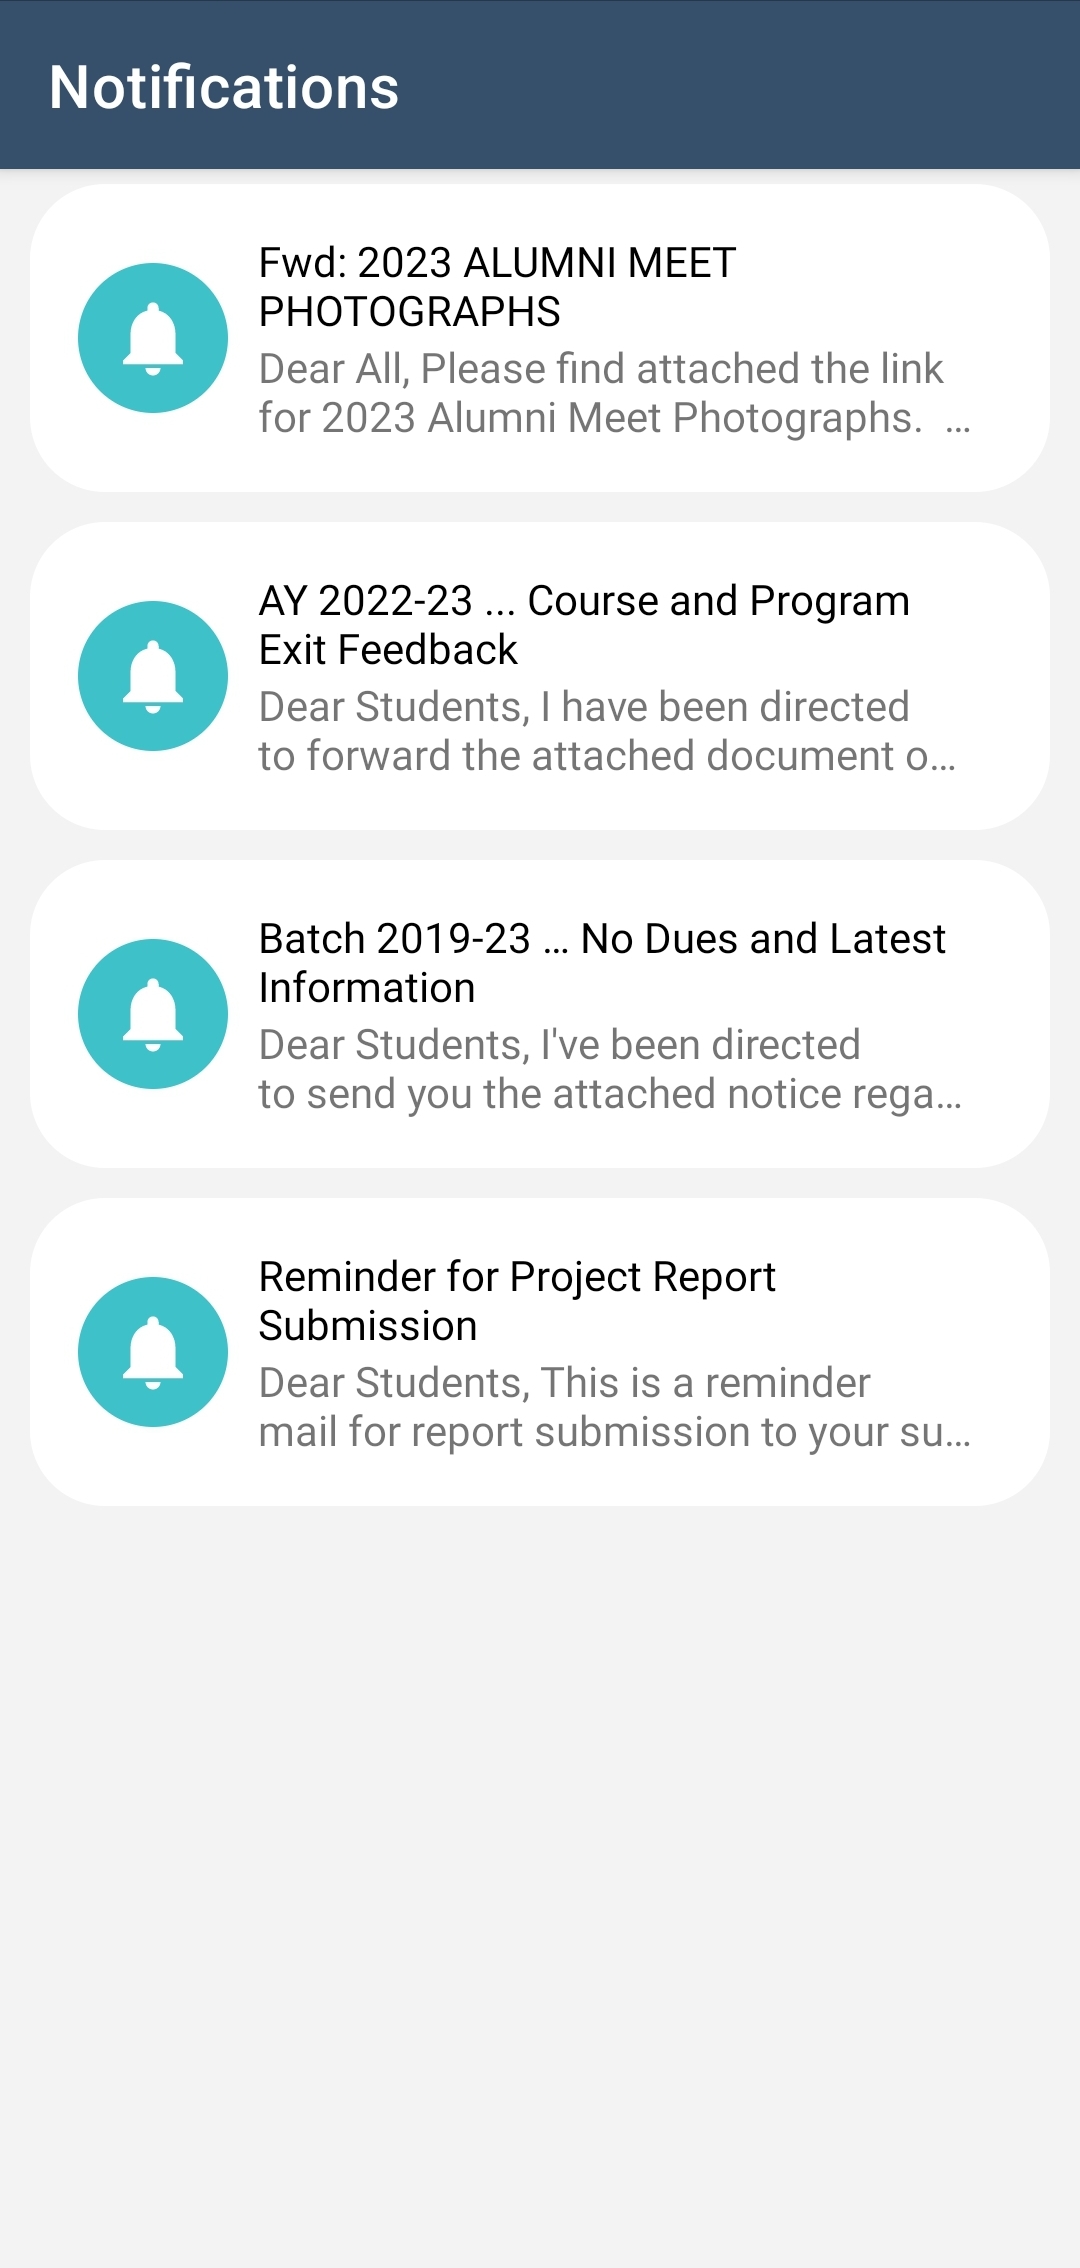 Notifications
Fwd: 2023 ALUMNI MEET
PHOTOGRAPHS
Dear All, Please find attached the link
for 2023 Alumni Meet Photographs.  ...
AY 2022-23 ... Course and Program
Exit Feedback
Dear Students, I have been directed
to forward the attached document o...
Batch 2019-23 ... No Dues and Latest
Information
Dear Students, I've been directed
to send you the attached notice rega...
Reminder for Project Report
Submission
Dear Students, This is a reminder
mail for report submission to your su...